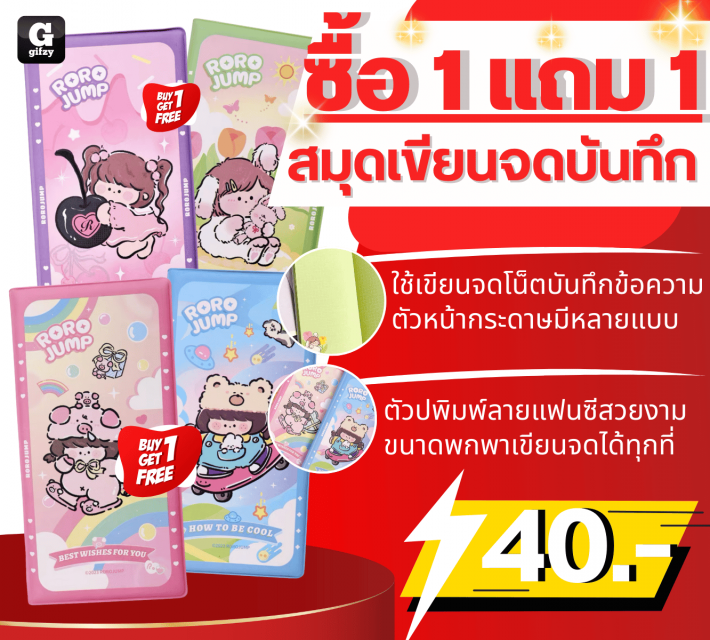 G
gifzy
ซื้อ 1 แถม 1
สมุดเขียนจดบันทึก
RORO
JUMP
ROROJUMP
BUY 1
GET
FREE
RORO
JUMP
ROROJUMP
R
ใช้เขียนจดโน็ตบันทึกข้อความ
ตัวหน้ากระดาษมีหลายแบบ
RORO
JUMP
ROROJUMP
BEST WISHES FOR YOU
BUY 1
GET
FREE
RORO
JUMP
HOW TO BE COOL
ตัวปกพิมพ์ลายแฟนซีสวยงาม
ขนาดพกพาเขียนจดได้ทุกที่
40.-